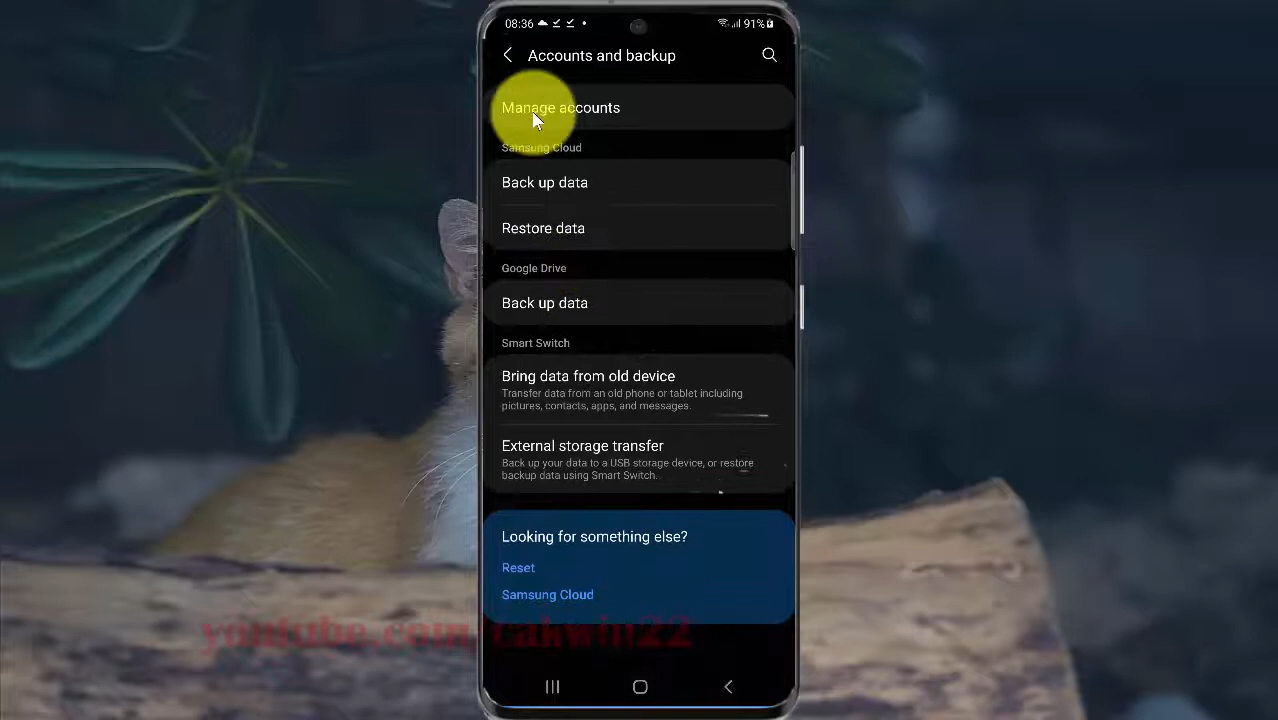 08:36
91%
Accounts and backup
Manage accounts
Samsung Cloud
Back up data
Restore data
Google Drive
Back up data
Smart Switch
Bring data from old device
Transfer data from an old phone or tablet including
pictures, contacts, apps, and messages.
External storage transfer
Back up your data to a USB storage device, or restore
backup data using Smart Switch.
Looking for something else?
Reset
Samsung Cloud
youtube.com/cakwin22